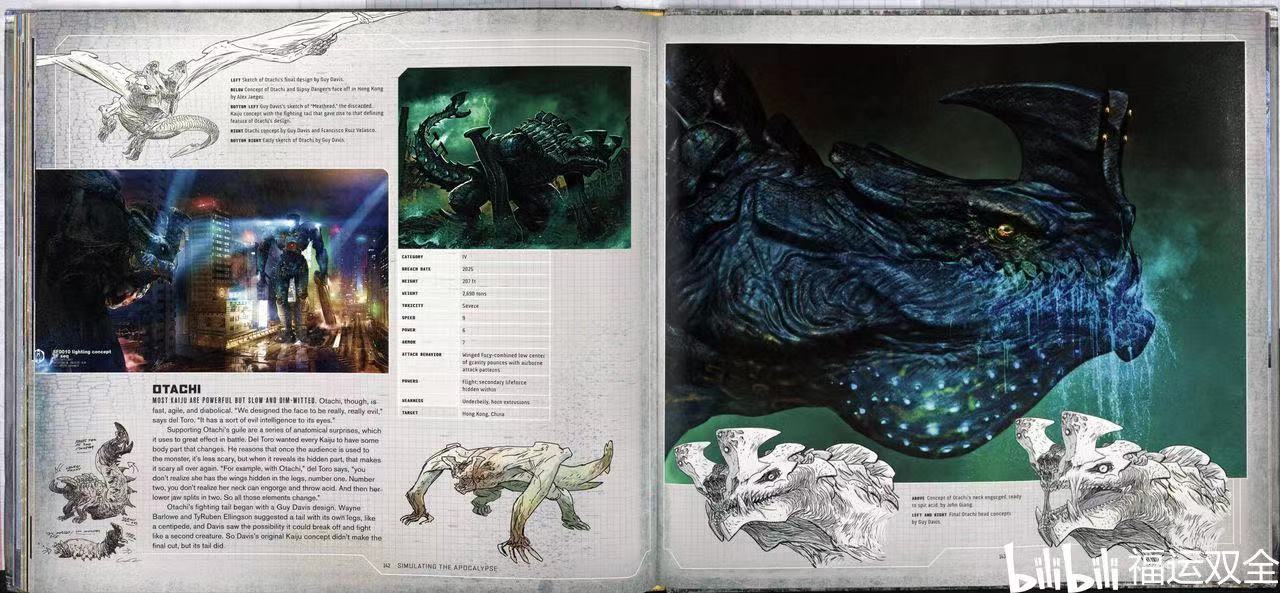 LEFT Sketch of Otachi's final design by Guy Davis.
BELOW Concept of Otachi and Gipsy Danger's face off in Hong Kong
by Alex Jaeger.
BOTTOM LEFT Guy Davis's sketch of "Meathead," the discarded
Kaiju concept with the fighting tail that gave rise to that defining
feature of Otachi's design.
RIGHT Otachi concept by Guy Davis and Francisco Ruiz Velasco.
BOTTOM RIGHT Early sketch of Otachi by Guy Davis.
lighting concept
OTACHI
MOST KAIJU ARE POWERFUL BUT SLOW AND DIM-WITTED. Otachi, though, is
fast, agile, and diabolical. "We designed the face to be really, really evil,"
says del Toro. "It has a sort of evil intelligence to its eyes."
Supporting Otachi's guile are a series of anatomical surprises, which
it uses to great effect in battle. Del Toro wanted every Kaiju to have some
body part that changes. He reasons that once the audience is used to
the monster, it's less scary, but when it reveals its hidden part, that makes
it scary all over again. "For example, with Otachi," del Toro says, "you
don't realize she has the wings hidden in the legs, number one. Number
two, you don't realize her neck can engorge and throw acid. And then her
lower jaw splits in two. So all those elements change."
Otachi's fighting tail began with a Guy Davis design. Wayne
Barlowe and TyRuben Ellingson suggested a tail with its own legs, like
a centipede, and Davis saw the possibility it could break off and fight
like a second creature. So Davis's original Kaiju concept didn't make the
final cut, but its tail did.
CATEGORY IV
BREACH DATE 2025
HEIGHT 207 ft
WEIGHT 2,690 tons
TOXICITY Severe
SPEED 9
POWER 6
ARMOR 7
ATTACK BEHAVIOR Winged Fury-combined low center
of gravity pounces with airborne
attack patterns
POWERS Flight; secondary lifeforce
hidden within
WEAKNESS Underbelly, horn extrusions
TARGET Hong Kong, China
142 SIMULATING THE APOCALYPSE
ABOVE Concept of Otachi's neck engorged, ready
to spit acid, by John Giang.
LEFT AND RIGHT Final Otachi head concepts
by Guy Davis.
143
bilibili 福运双全